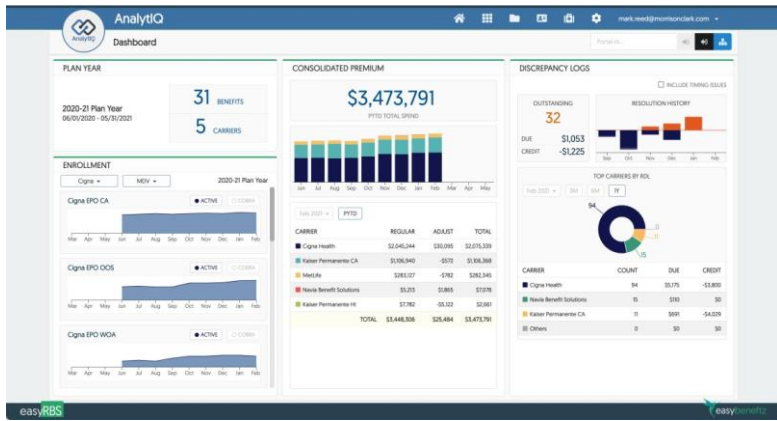 AnalytIQ
mark.reed@morrisonclark.com
AnalytIQ
Dashboard
PLAN YEAR
2020-21 Plan Year
06/01/2020 - 05/31/2021
31 BENEFITS
5 CARRIERS
ENROLLMENT
Cigna
MDV
2020-21 Plan Year
Cigna EPO CA
ACTIVE COBRA
Mar Apr May Jun Jul Aug Sep Oct Nov Dec Jan Feb
Cigna EPO OOS
ACTIVE COBRA
Mar Apr May Jun Jul Aug Sep Oct Nov Dec Jan Feb
Cigna EPO WOA
ACTIVE COBRA
Mar Apr May Jun Jul Aug Sep Oct Nov Dec Jan Feb
CONSOLIDATED PREMIUM
$3,473,791
PYTD TOTAL SPEND
Jun Jul Aug Sep Oct Nov Dec Jan Feb Mar Apr May
Feb 2021 PYTD
CARRIER REGULAR ADJUST TOTAL
Cigna Health $2,045,244 $30,095 $2,075,339
Kaiser Permanente CA $1,106,940 -$572 $1,106,368
MetLife $283,127 -$782 $282,345
Navia Benefit Solutions $5,213 $1,865 $7,078
Kaiser Permanente HI $7,782 -$5,122 $2,661
TOTAL $3,448,306 $25,484 $3,473,791
DISCREPANCY LOGS
INCLUDE TIMING ISSUES
OUTSTANDING
32
DUE $1,053
CREDIT -$1,225
RESOLUTION HISTORY
Sep Oct Nov Dec Jan Feb
TOP CARRIERS BY RDL
Feb 2021 3M 6M 1Y
94
0
11
15
CARRIER COUNT DUE CREDIT
Cigna Health 94 $5,175 -$3,800
Navia Benefit Solutions 15 $110 $0
Kaiser Permanente CA 11 $691 -$4,029
Others 0 $0 $0
easyRBS
easybenefitz